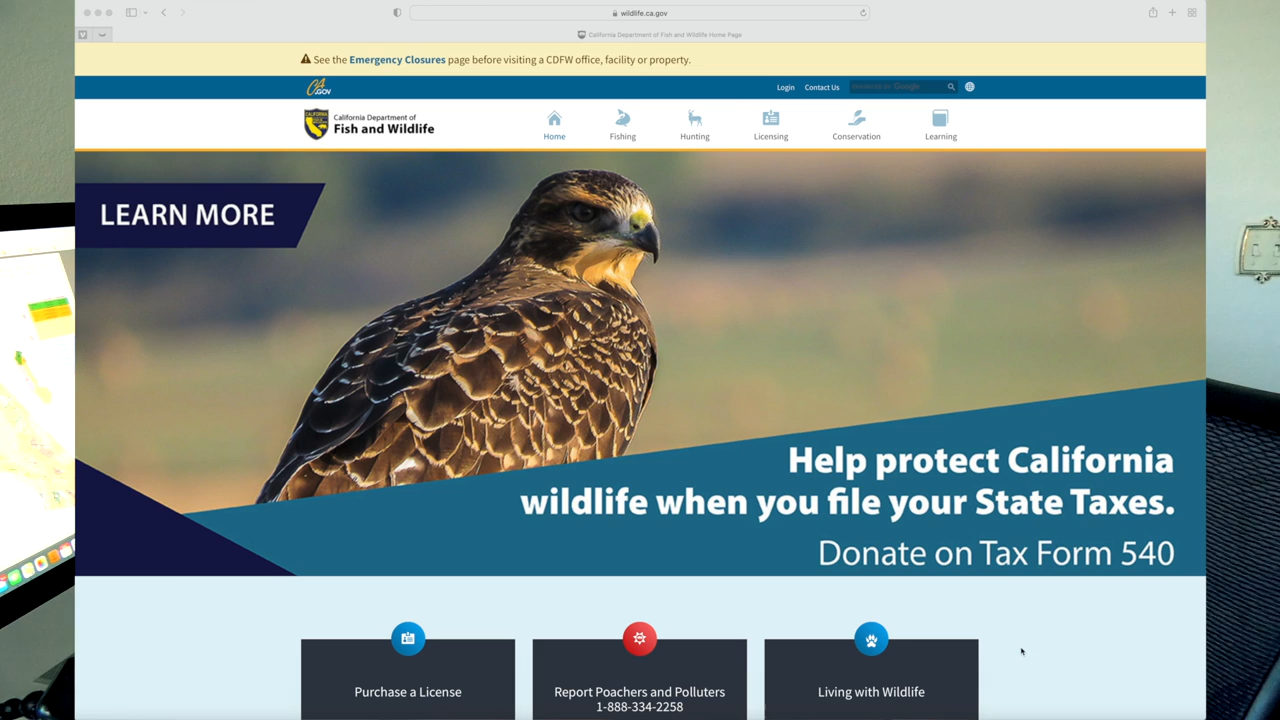 wildlife.ca.gov
California Department of Fish and Wildlife Home Page
See the Emergency Closures page before visiting a CDFW office, facility or property.
CA
.GOV
Login
Contact Us
California Department of
Fish and Wildlife
Home
Fishing
Hunting
Licensing
Conservation
Learning
LEARN MORE
Help protect California
wildlife when you file your State Taxes.
Donate on Tax Form 540
Purchase a License
Report Poachers and Polluters
1-888-334-2258
Living with Wildlife